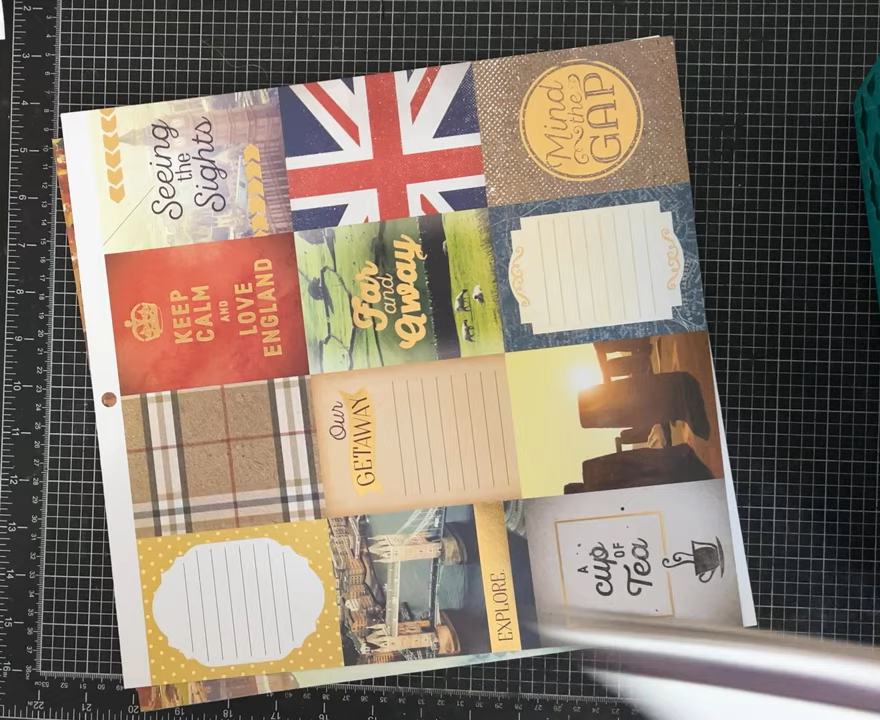 Seeing
the
Sights
Mind
the
GAP
KEEP
CALM
AND
LOVE
ENGLAND
Far
and
Away
Our
GETAWAY
EXPLORE
A
cup
OF
Tea